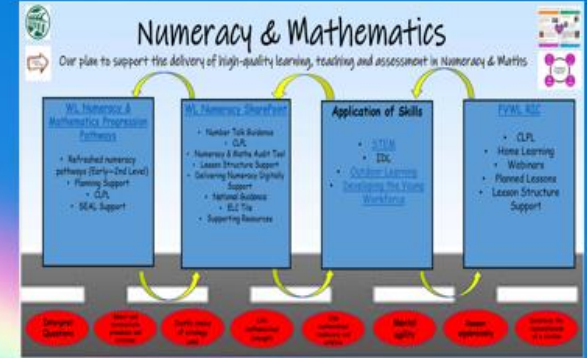 Numeracy & Mathematics
Our plan to support the delivery of high-quality learning, teaching and assessment in Numeracy & Maths
WL Numeracy &
Mathematics Progression
Pathways
• Refreshed numeracy
pathways (Early–2nd Level)
• Planning Support
• CLPL
• SEAL Support
WL Numeracy SharePoint
• Number Talk Guidance
• CLPL
• Numeracy & Maths Audit Tool
• Lesson Structure Support
• Delivering Numeracy Digitally
Support
• National Guidance
• ELC Tile
• Supporting Resources
Application of Skills
• STEM
• IDL
• Outdoor Learning
• Developing the Young
Workforce
FVWL RIC
• CLPL
• Home Learning
• Webinars
• Planned Lessons
• Lesson Structure
Support
Interpret
Questions
Link
mathematical
concepts
Mental
agility
Reason